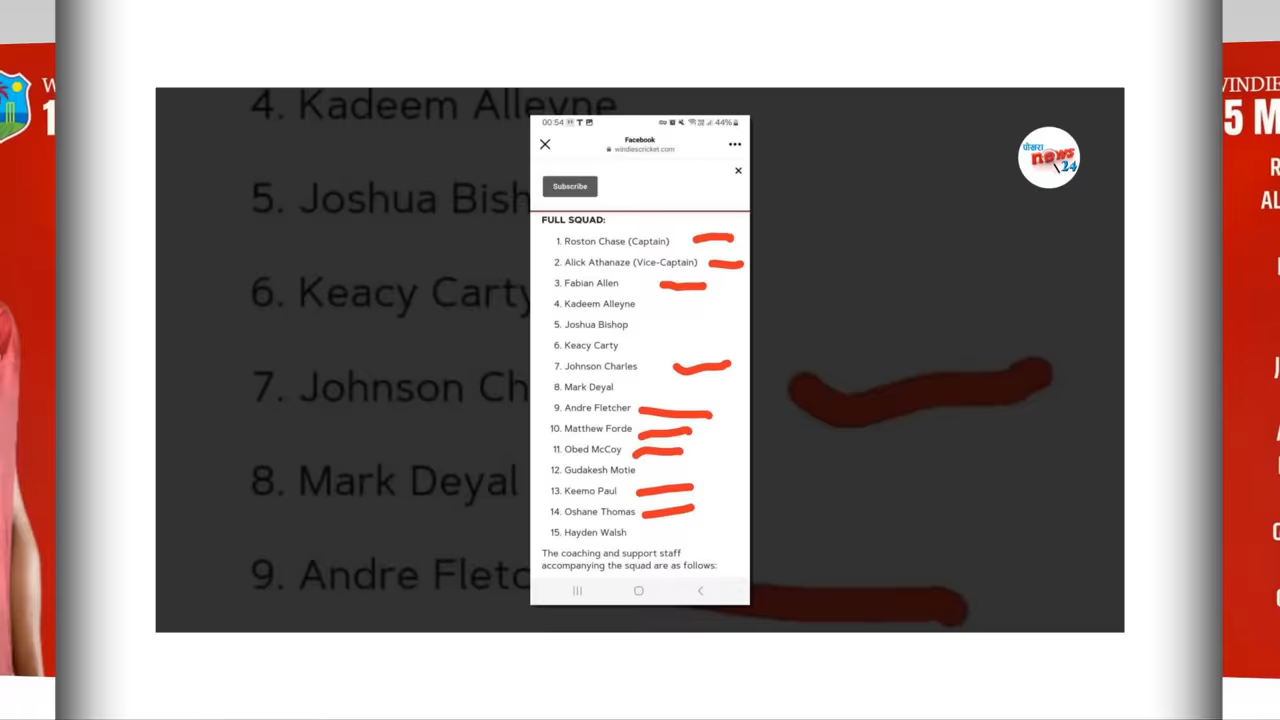 4. Kadeem Alleyne
5. Joshua Bish
6. Keacy Carty
7. Johnson Ch
8. Mark Deyal
9. Andre Fletc
00:54
44%
Facebook
windiescricket.com
Subscribe
FULL SQUAD:
1. Roston Chase (Captain)
2. Alick Athanaze (Vice-Captain)
3. Fabian Allen
4. Kadeem Alleyne
5. Joshua Bishop
6. Keacy Carty
7. Johnson Charles
8. Mark Deyal
9. Andre Fletcher
10. Matthew Forde
11. Obed McCoy
12. Gudakesh Motie
13. Keemo Paul
14. Oshane Thomas
15. Hayden Walsh
The coaching and support staff
accompanying the squad are as follows:
पोखरा
news
24
W
1
VINDIE
5 M
R
AL